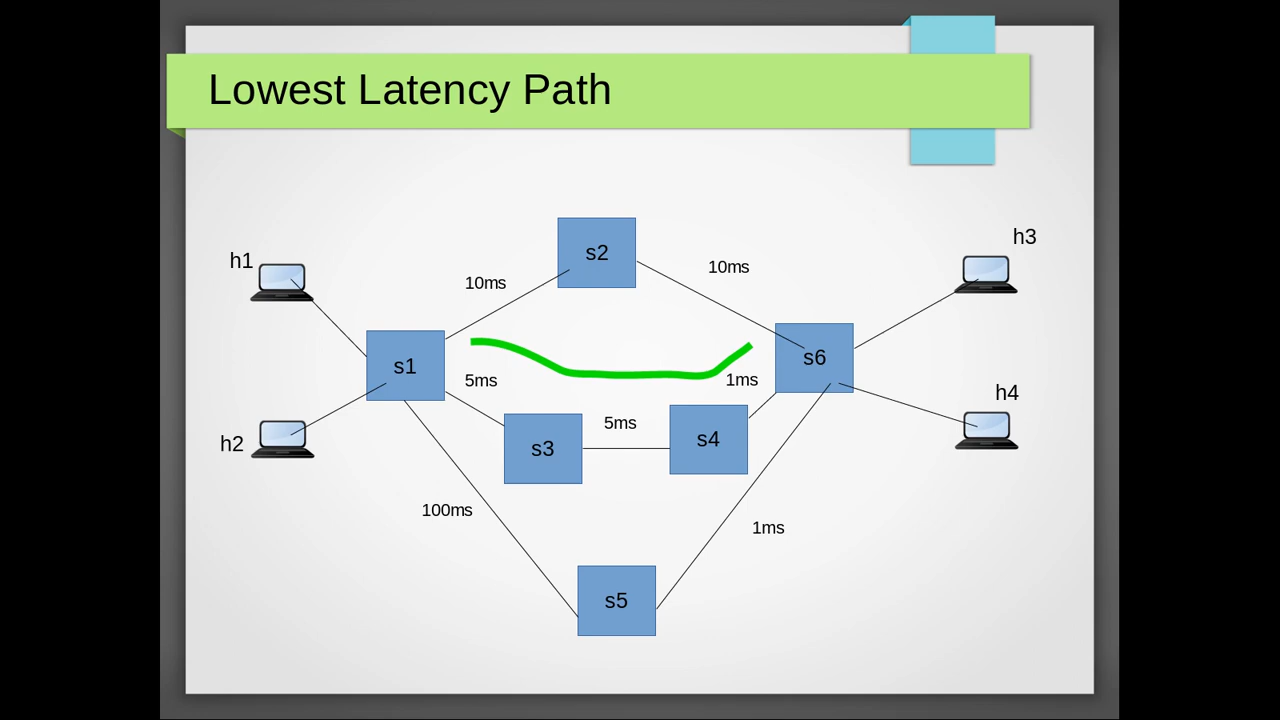 Lowest Latency Path
h3
s2
h1
10ms
10ms
s1
s6
5ms
1ms
h4
5ms
s4
h2
s3
100ms
1ms
s5